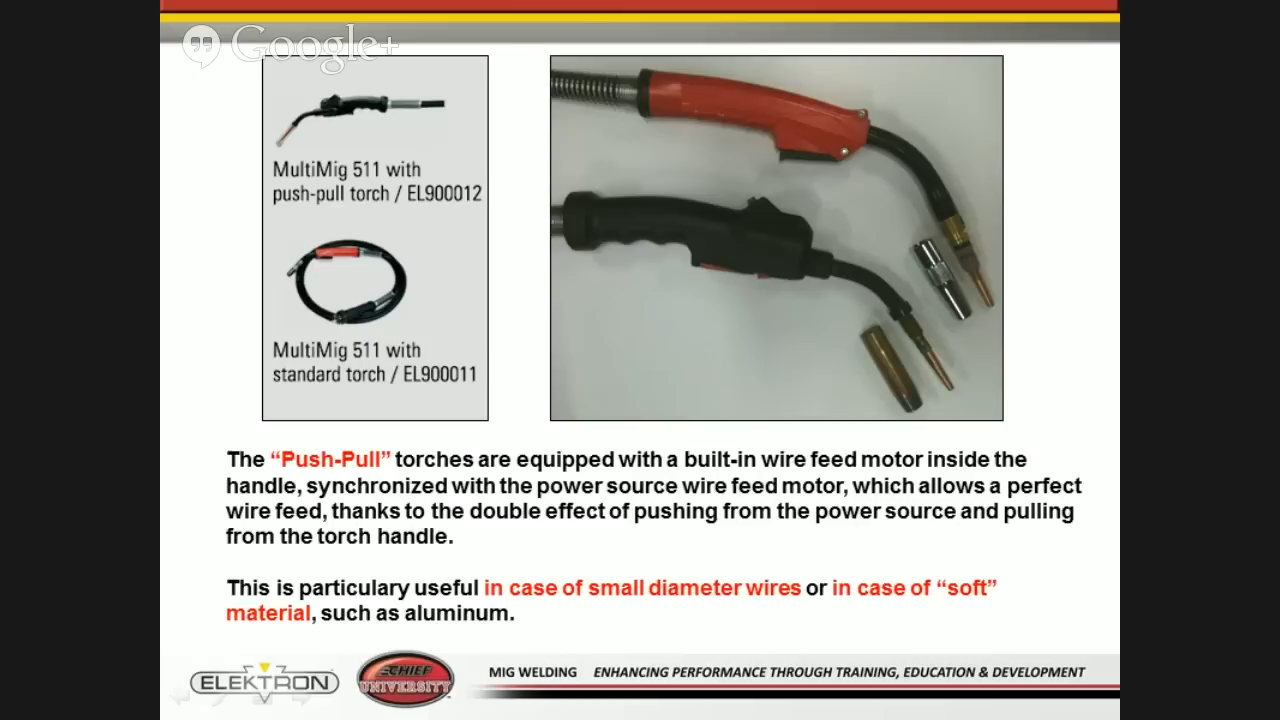 Google+
MultiMig 511 with
push-pull torch / EL900012
MultiMig 511 with
standard torch / EL900011
The “Push-Pull” torches are equipped with a built-in wire feed motor inside the
handle, synchronized with the power source wire feed motor, which allows a perfect
wire feed, thanks to the double effect of pushing from the power source and pulling
from the torch handle.
This is particulary useful in case of small diameter wires or in case of “soft”
material, such as aluminum.
ELEKTRON
CHIEF
UNIVERSITY
MIG WELDING ENHANCING PERFORMANCE THROUGH TRAINING, EDUCATION & DEVELOPMENT